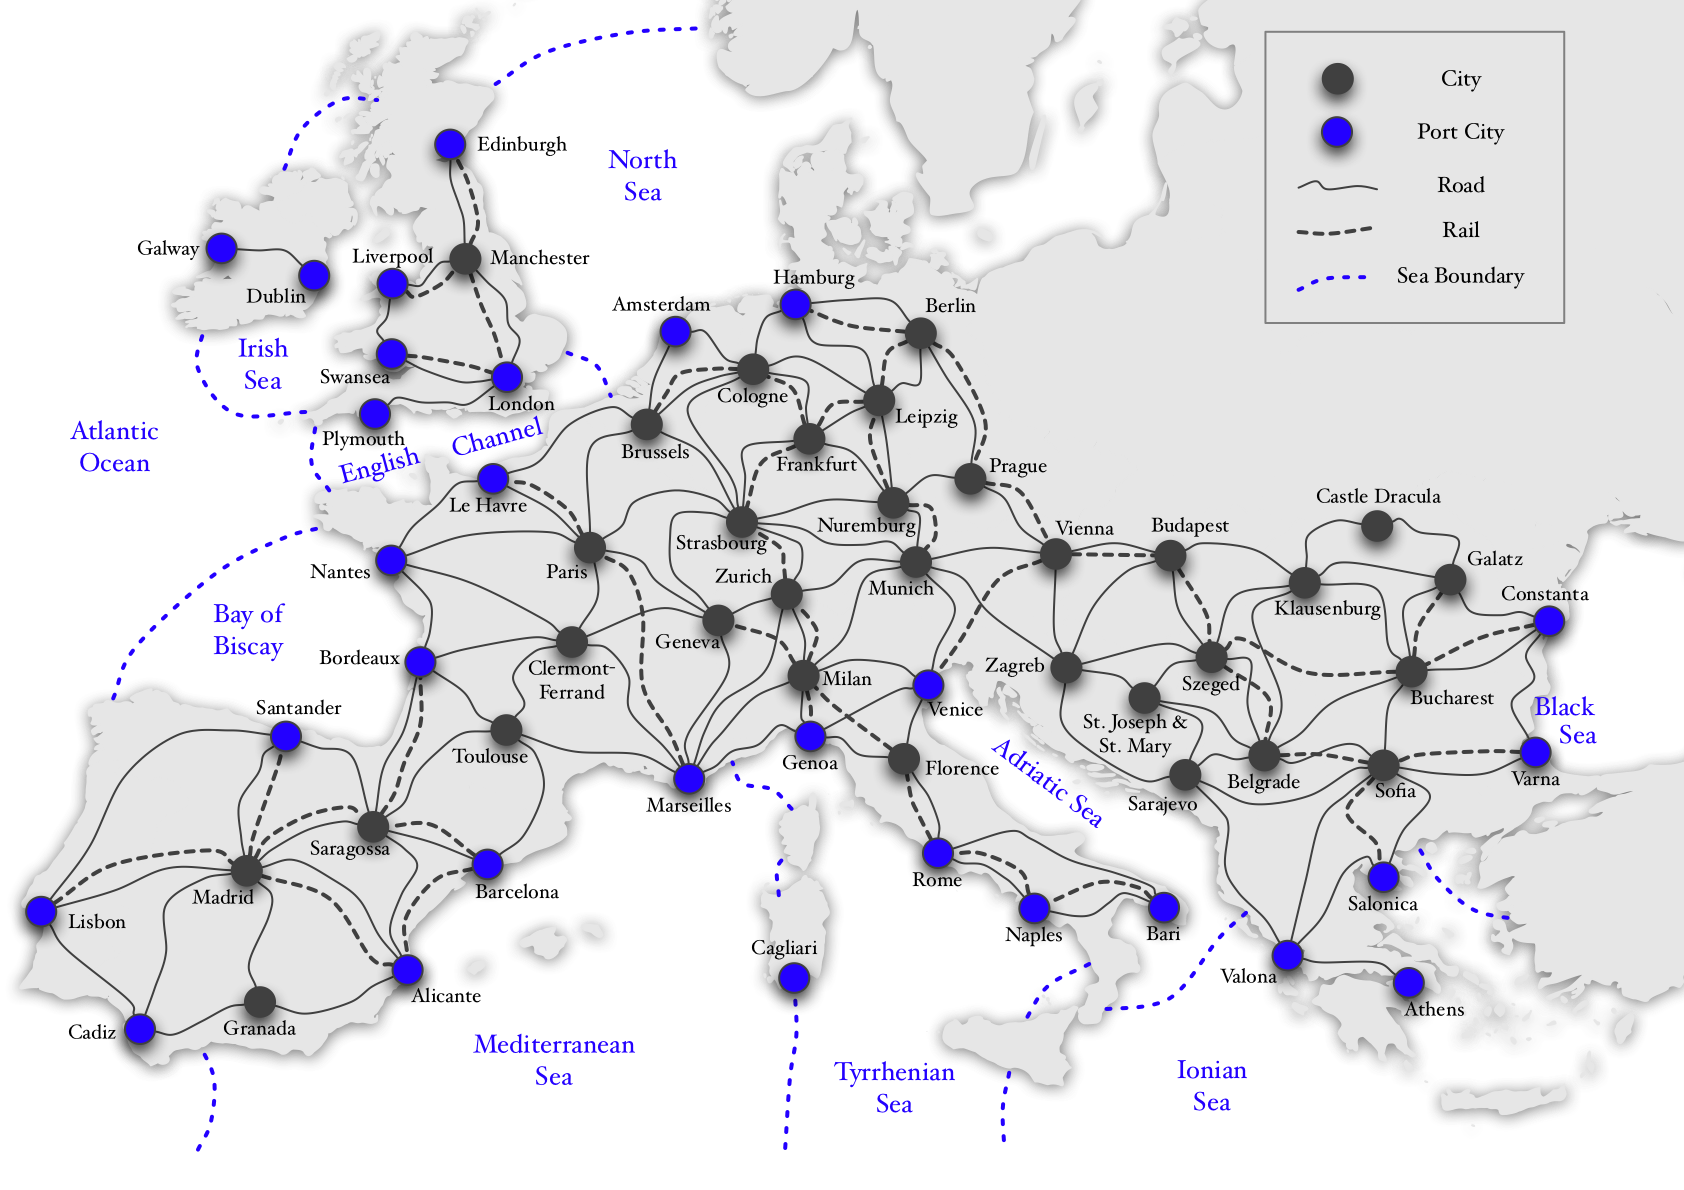 City
Port City
Road
Rail
Sea Boundary
Edinburgh
North
Sea
Galway
Liverpool
Manchester
Dublin
Hamburg
Amsterdam
Berlin
Irish
Sea
Swansea
London
Cologne
Leipzig
Atlantic
Ocean
Plymouth
English
Channel
Brussels
Frankfurt
Prague
Le Havre
Castle Dracula
Nuremburg
Vienna
Budapest
Strasbourg
Nantes
Paris
Zurich
Munich
Galatz
Constanta
Klausenburg
Bay of
Biscay
Geneva
Bordeaux
Clermont-
Ferrand
Zagreb
Milan
Szeged
Bucharest
Santander
Venice
St. Joseph &
St. Mary
Black
Sea
Toulouse
Genoa
Florence
Adriatic Sea
Belgrade
Sofia
Varna
Marseilles
Sarajevo
Saragossa
Madrid
Barcelona
Rome
Lisbon
Salonica
Naples
Bari
Cagliari
Valona
Alicante
Athens
Cadiz
Granada
Mediterranean
Sea
Tyrrhenian
Sea
Ionian
Sea